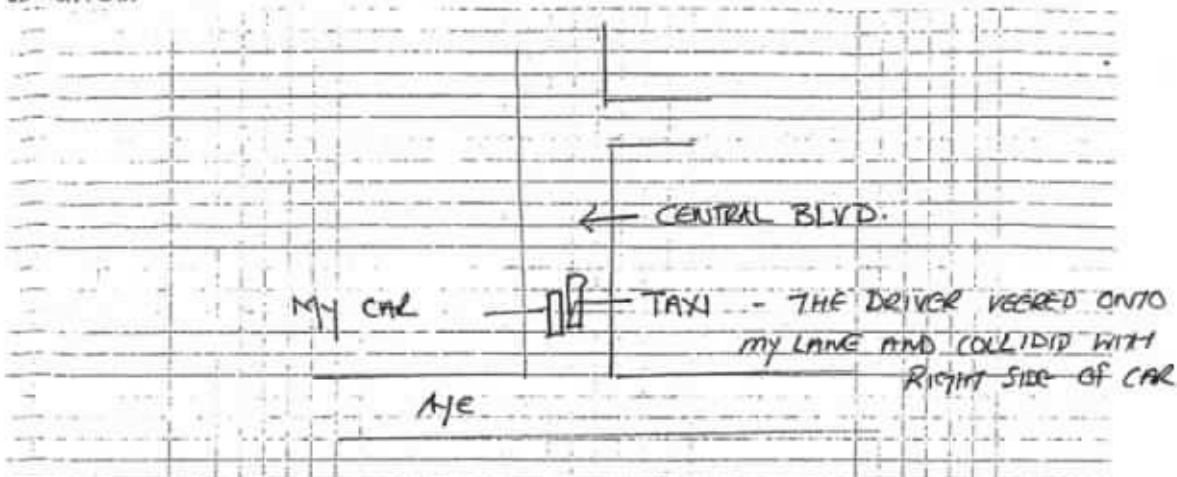 ← CENTRAL BLVD.
MY CAR
TAXI - THE DRIVER VEERED ONTO
MY LANE AND COLLIDID WITH
RIGHT SIDE OF CAR
AYE